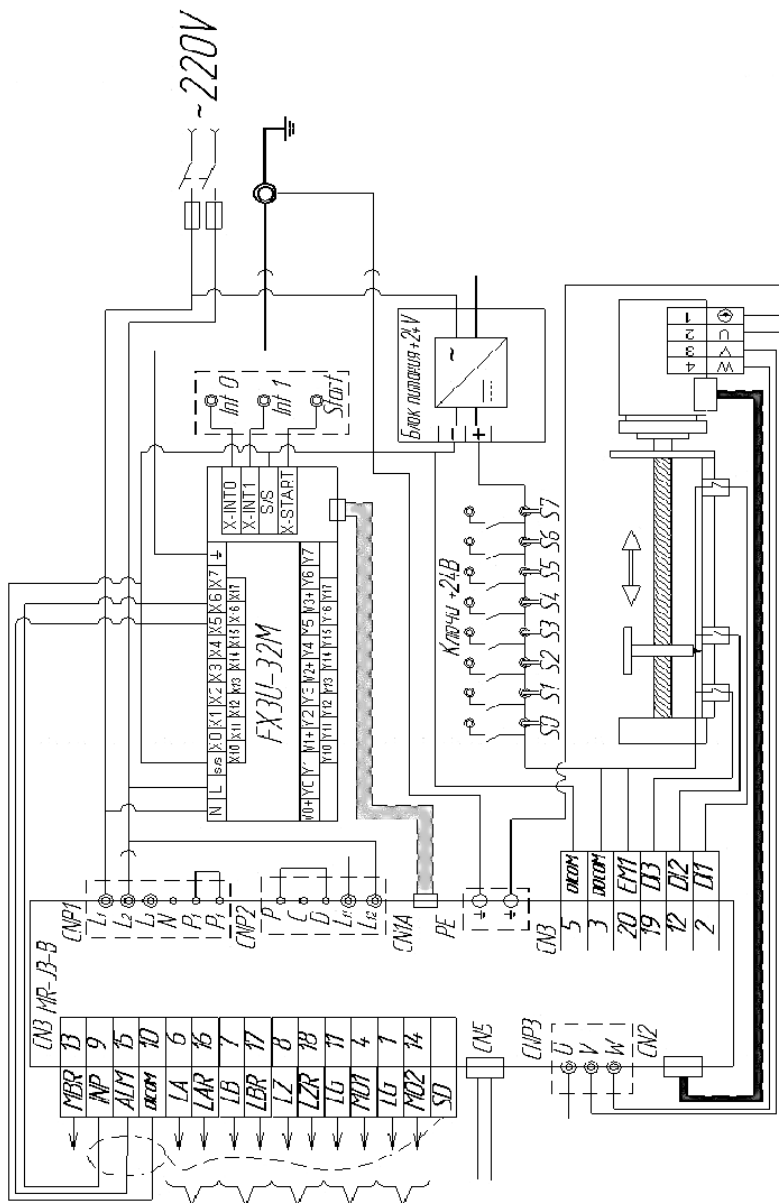 ~220V
Int 0
Int 1
Start
X-INT0
X-INT1
S/S
X-START
Блок питания +24V
~
−
+
N L S/S X0 X1 X2 X3 X4 X5 X6 X7
X10 X11 X12 X13 X14 X15 X16 X17
FX3U-32M
V0+ Y0 Y1 V1+ Y2 Y3 V2+ Y4 Y5 V3+ Y6 Y7
Y10 Y11 Y12 Y13 Y14 Y15 Y16 Y17
Ключи +24В
S0 S1 S2 S3 S4 S5 S6 S7
1
U 2
V 3
W 4
CNP1
L1
L2
L3
N
P1
P1
CNP2
P
C
D
L11
L12
CN1A
PE
CN3
5 DICOM
3 DOCOM
20 EM1
19 DI3
12 DI2
2 DI1
MR-J3-B
CN3
MBR 13
INP 9
ALM 15
DICOM 10
LA 6
LAR 16
LB 7
LBR 17
LZ 8
LZR 18
LG 11
MO1 4
LG 1
MO2 14
SD
CN5
CNP3
U
V
W
CN2